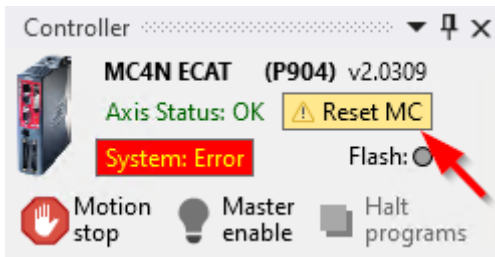 Controller
MC4N ECAT (P904) v2.0309
Axis Status: OK Reset MC
System: Error Flash:
Motion stop
Master enable
Halt programs